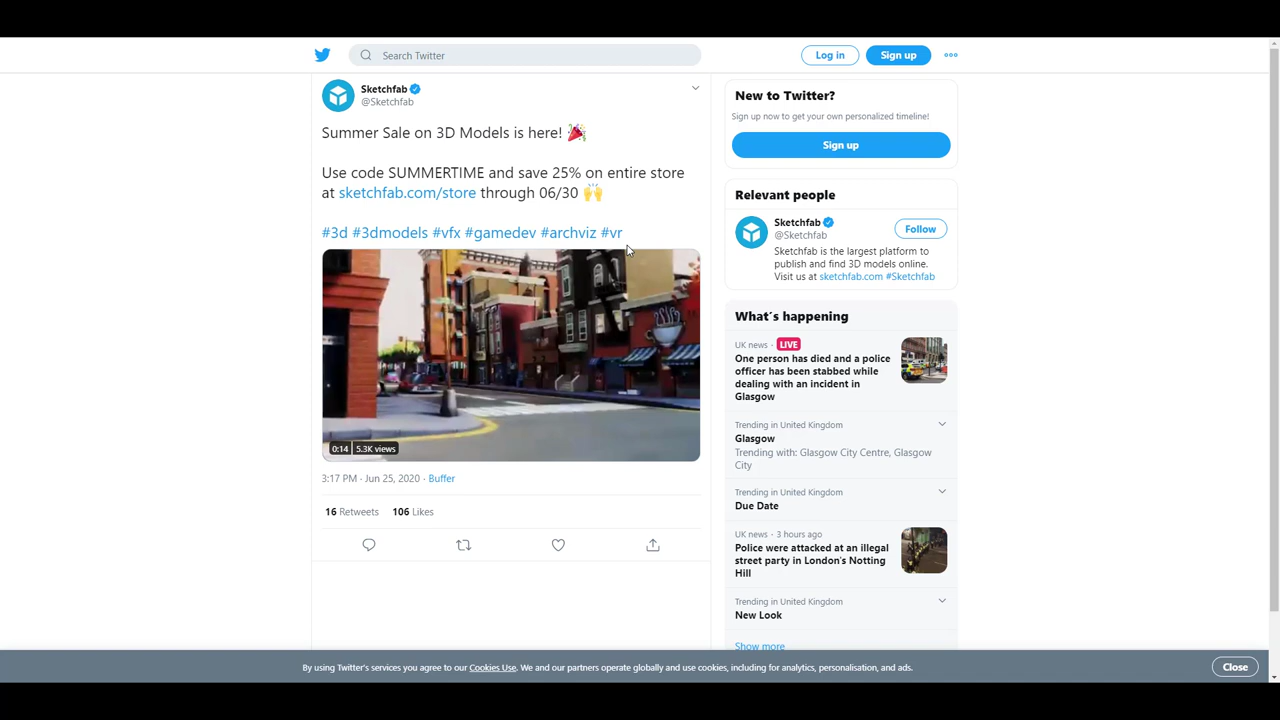 Search Twitter
Log in
Sign up
Sketchfab
@Sketchfab
Summer Sale on 3D Models is here! 🎉
Use code SUMMERTIME and save 25% on entire store
at sketchfab.com/store through 06/30 🙌
#3d #3dmodels #vfx #gamedev #archviz #vr
0:14 5.3K views
3:17 PM · Jun 25, 2020 · Buffer
16 Retweets 106 Likes
New to Twitter?
Sign up now to get your own personalized timeline!
Sign up
Relevant people
Sketchfab
@Sketchfab
Follow
Sketchfab is the largest platform to
publish and find 3D models online.
Visit us at sketchfab.com #Sketchfab
What's happening
UK news · LIVE
One person has died and a police
officer has been stabbed while
dealing with an incident in
Glasgow
Trending in United Kingdom
Glasgow
Trending with: Glasgow City Centre, Glasgow
City
Trending in United Kingdom
Due Date
UK news · 3 hours ago
Police were attacked at an illegal
street party in London's Notting
Hill
Trending in United Kingdom
New Look
Show more
By using Twitter's services you agree to our Cookies Use. We and our partners operate globally and use cookies, including for analytics, personalisation, and ads.
Close